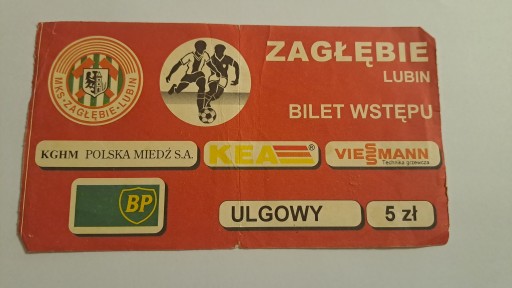 MKS·ZAGŁĘBIE·LUBIN
ZAGŁĘBIE
LUBIN
BILET WSTĘPU
KGHM POLSKA MIEDŹ S.A.
KEA®
VIESSMANN
Technika grzewcza
BP
ULGOWY
5 zł